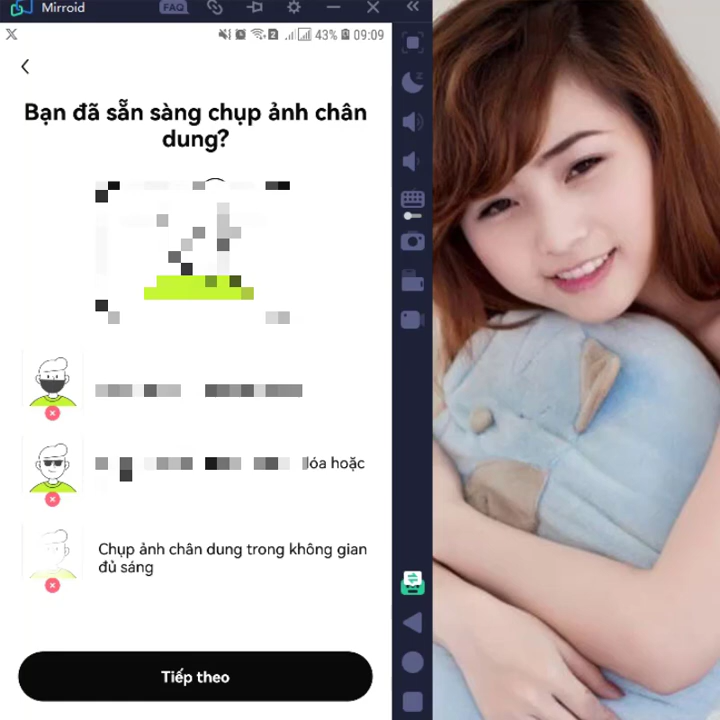 Mirroid
FAQ
43%
09:09
Bạn đã sẵn sàng chụp ảnh chân
dung?
lóa hoặc
Chụp ảnh chân dung trong không gian
đủ sáng
Tiếp theo